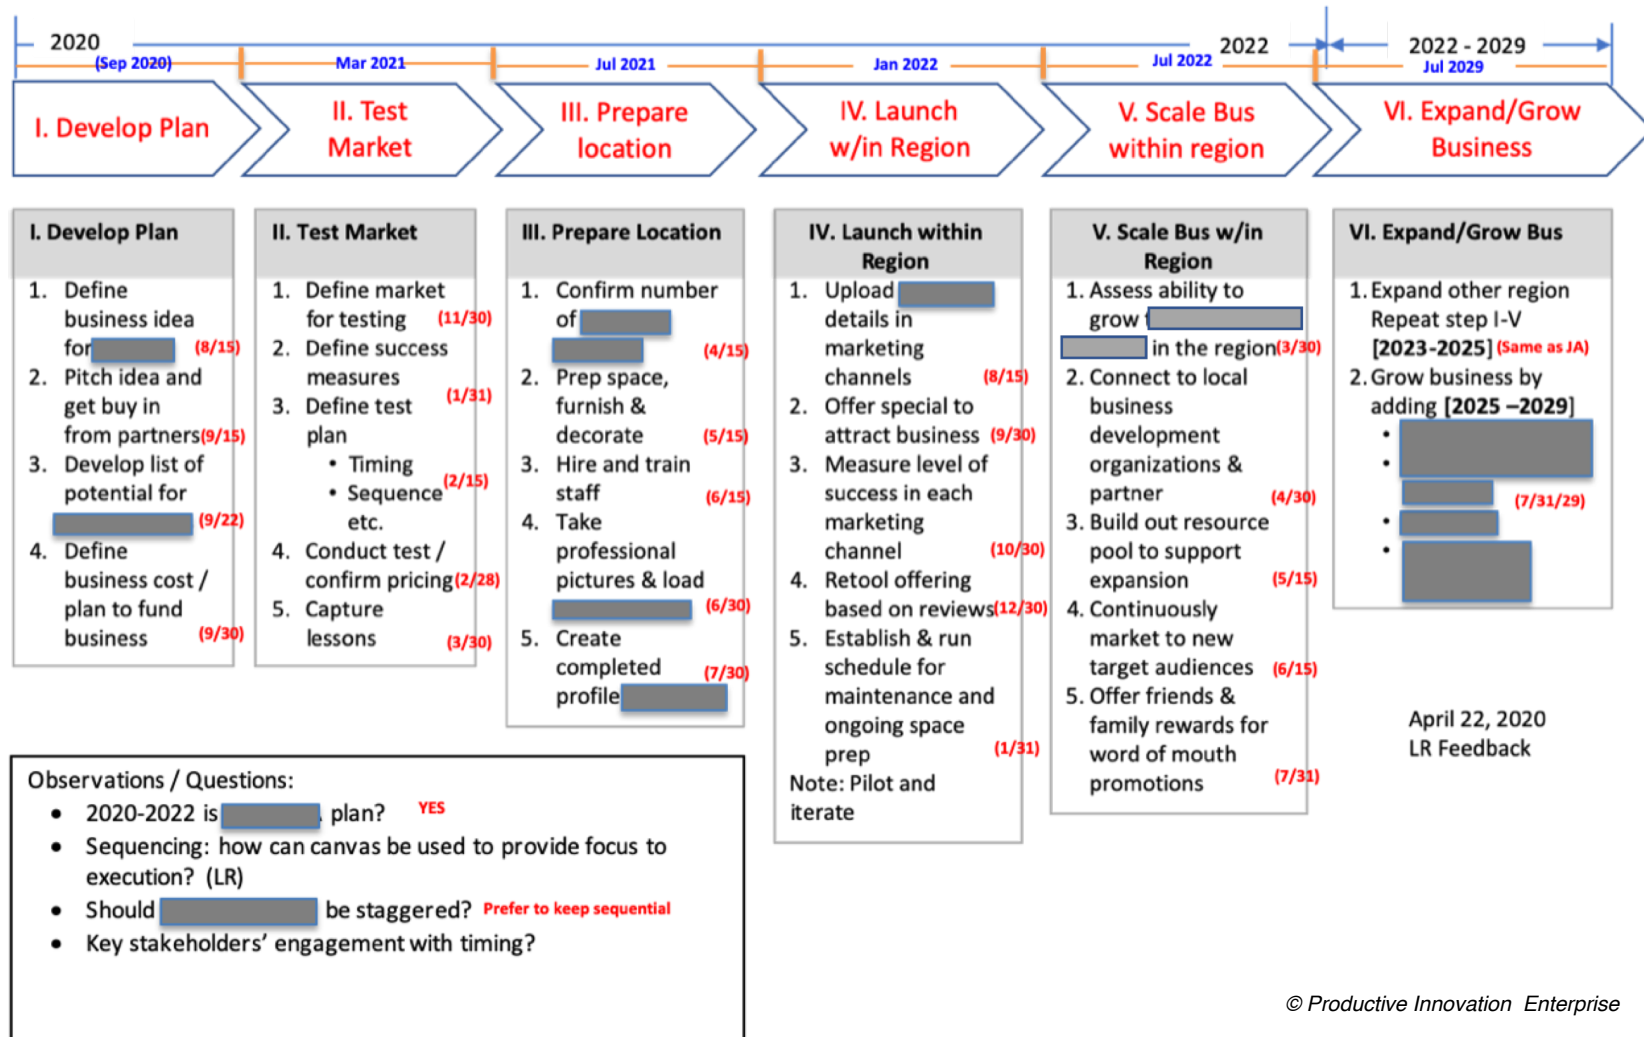 2020
2022
2022 - 2029
(Sep 2020)
Mar 2021
Jul 2021
Jan 2022
Jul 2022
Jul 2029
I. Develop Plan
II. Test
Market
III. Prepare
location
IV. Launch
w/in Region
V. Scale Bus
within region
VI. Expand/Grow
Business
I. Develop Plan
1. Define
business idea
for (8/15)
2. Pitch idea and
get buy in
from partners (9/15)
3. Develop list of
potential for
(9/22)
4. Define
business cost /
plan to fund
business (9/30)
II. Test Market
1. Define market
for testing (11/30)
2. Define success
measures
(1/31)
3. Define test
plan
• Timing
(2/15)
• Sequence
etc.
4. Conduct test /
confirm pricing (2/28)
5. Capture
lessons (3/30)
III. Prepare Location
1. Confirm number
of
(4/15)
2. Prep space,
furnish &
decorate (5/15)
3. Hire and train
staff (6/15)
4. Take
professional
pictures & load
(6/30)
5. Create
completed (7/30)
profile
IV. Launch within
Region
1. Upload
details in
marketing
channels (8/15)
2. Offer special to
attract business (9/30)
3. Measure level of
success in each
marketing
channel (10/30)
4. Retool offering
based on reviews (12/30)
5. Establish & run
schedule for
maintenance and
ongoing space
prep (1/31)
Note: Pilot and
iterate
V. Scale Bus w/in
Region
1. Assess ability to
grow
in the region (3/30)
2. Connect to local
business
development
organizations &
partner (4/30)
3. Build out resource
pool to support
expansion (5/15)
4. Continuously
market to new
target audiences (6/15)
5. Offer friends &
family rewards for
word of mouth
promotions (7/31)
VI. Expand/Grow Bus
1. Expand other region
Repeat step I-V
[2023-2025] (Same as JA)
2. Grow business by
adding [2025 –2029]
•
•
(7/31/29)
•
•
April 22, 2020
LR Feedback
Observations / Questions:
• 2020-2022 is plan? YES
• Sequencing: how can canvas be used to provide focus to
execution? (LR)
• Should be staggered? Prefer to keep sequential
• Key stakeholders' engagement with timing?
© Productive Innovation Enterprise